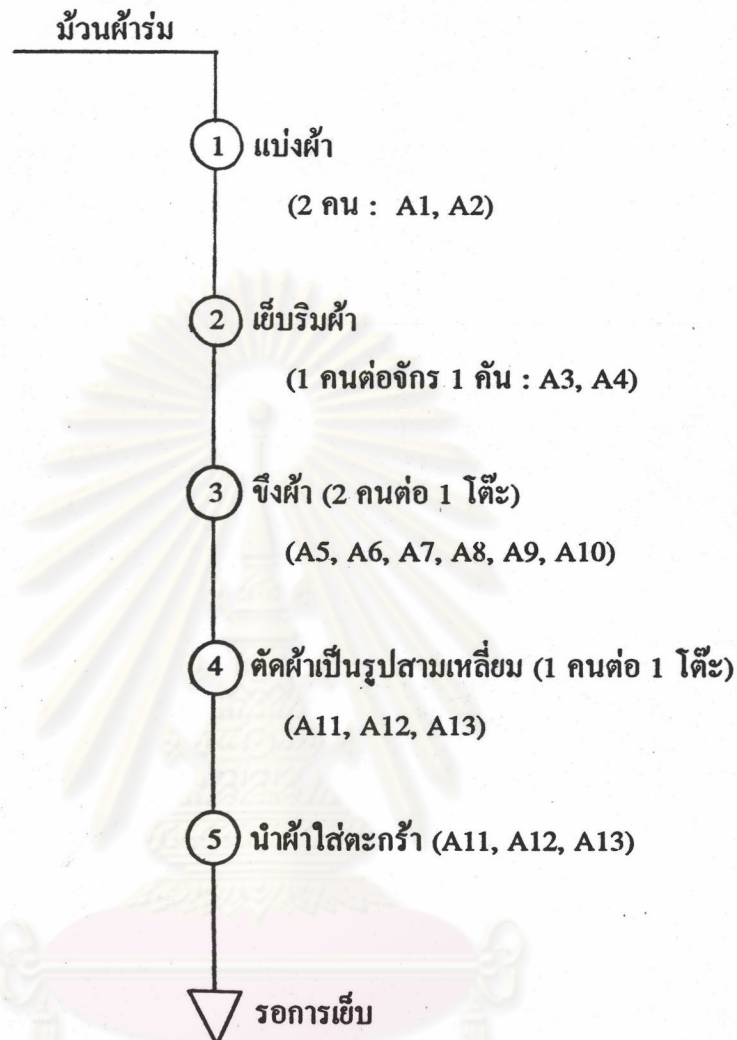 ม้วนผ้าร่ม
1 แบ่งผ้า
(2 คน : A1, A2)
2 เย็บริมผ้า
(1 คนต่อจักร 1 คัน : A3, A4)
3 ขึงผ้า (2 คนต่อ 1 โต๊ะ)
(A5, A6, A7, A8, A9, A10)
4 ตัดผ้าเป็นรูปสามเหลี่ยม (1 คนต่อ 1 โต๊ะ)
(A11, A12, A13)
5 นำผ้าใส่ตะกร้า (A11, A12, A13)
รอการเย็บ